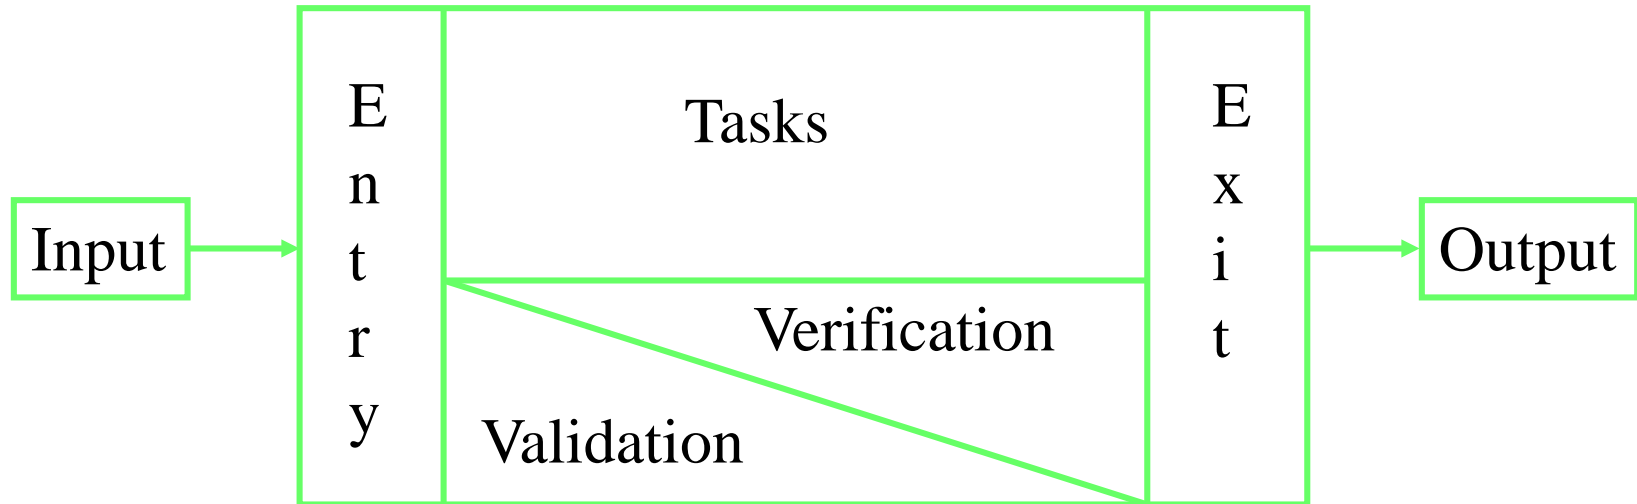 Input
E
n
t
r
y
Tasks
Verification
Validation
E
x
i
t
Output